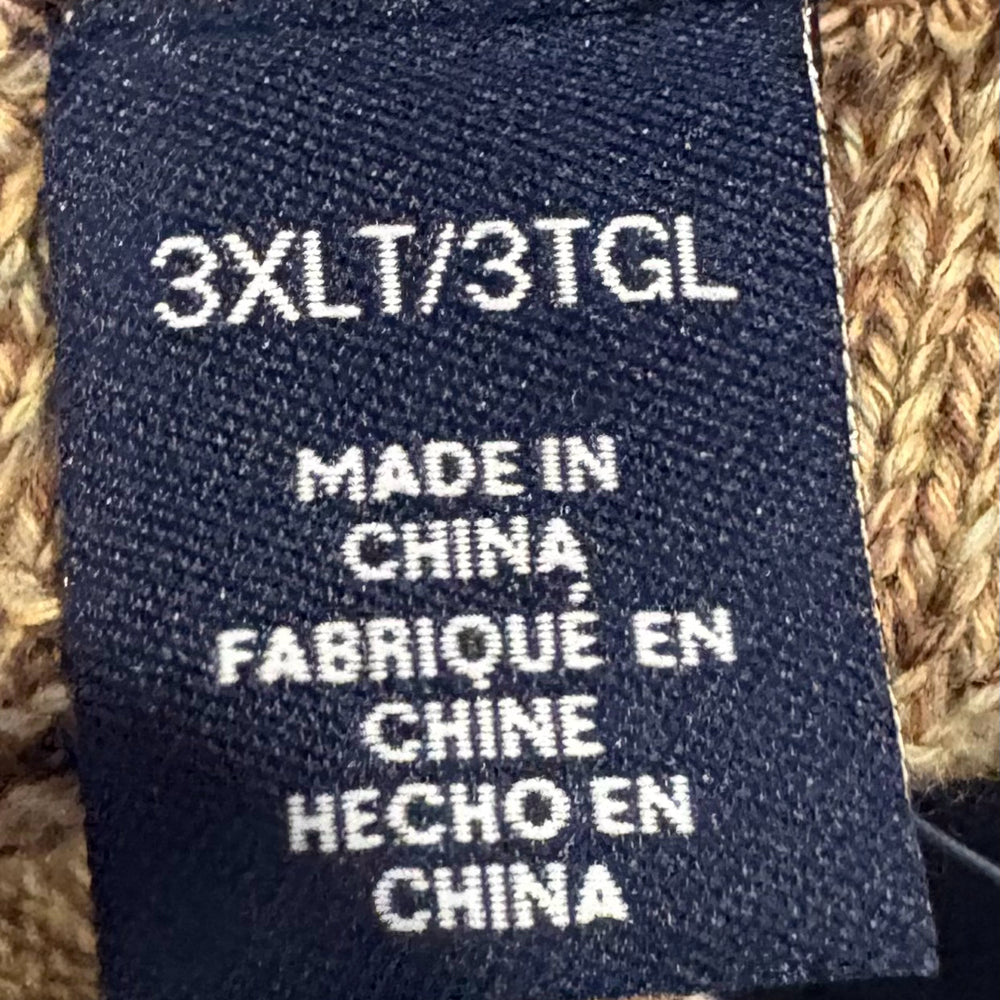 3XLT/3TGL
MADE IN
CHINA
FABRIQUÉ EN
CHINE
HECHO EN
CHINA